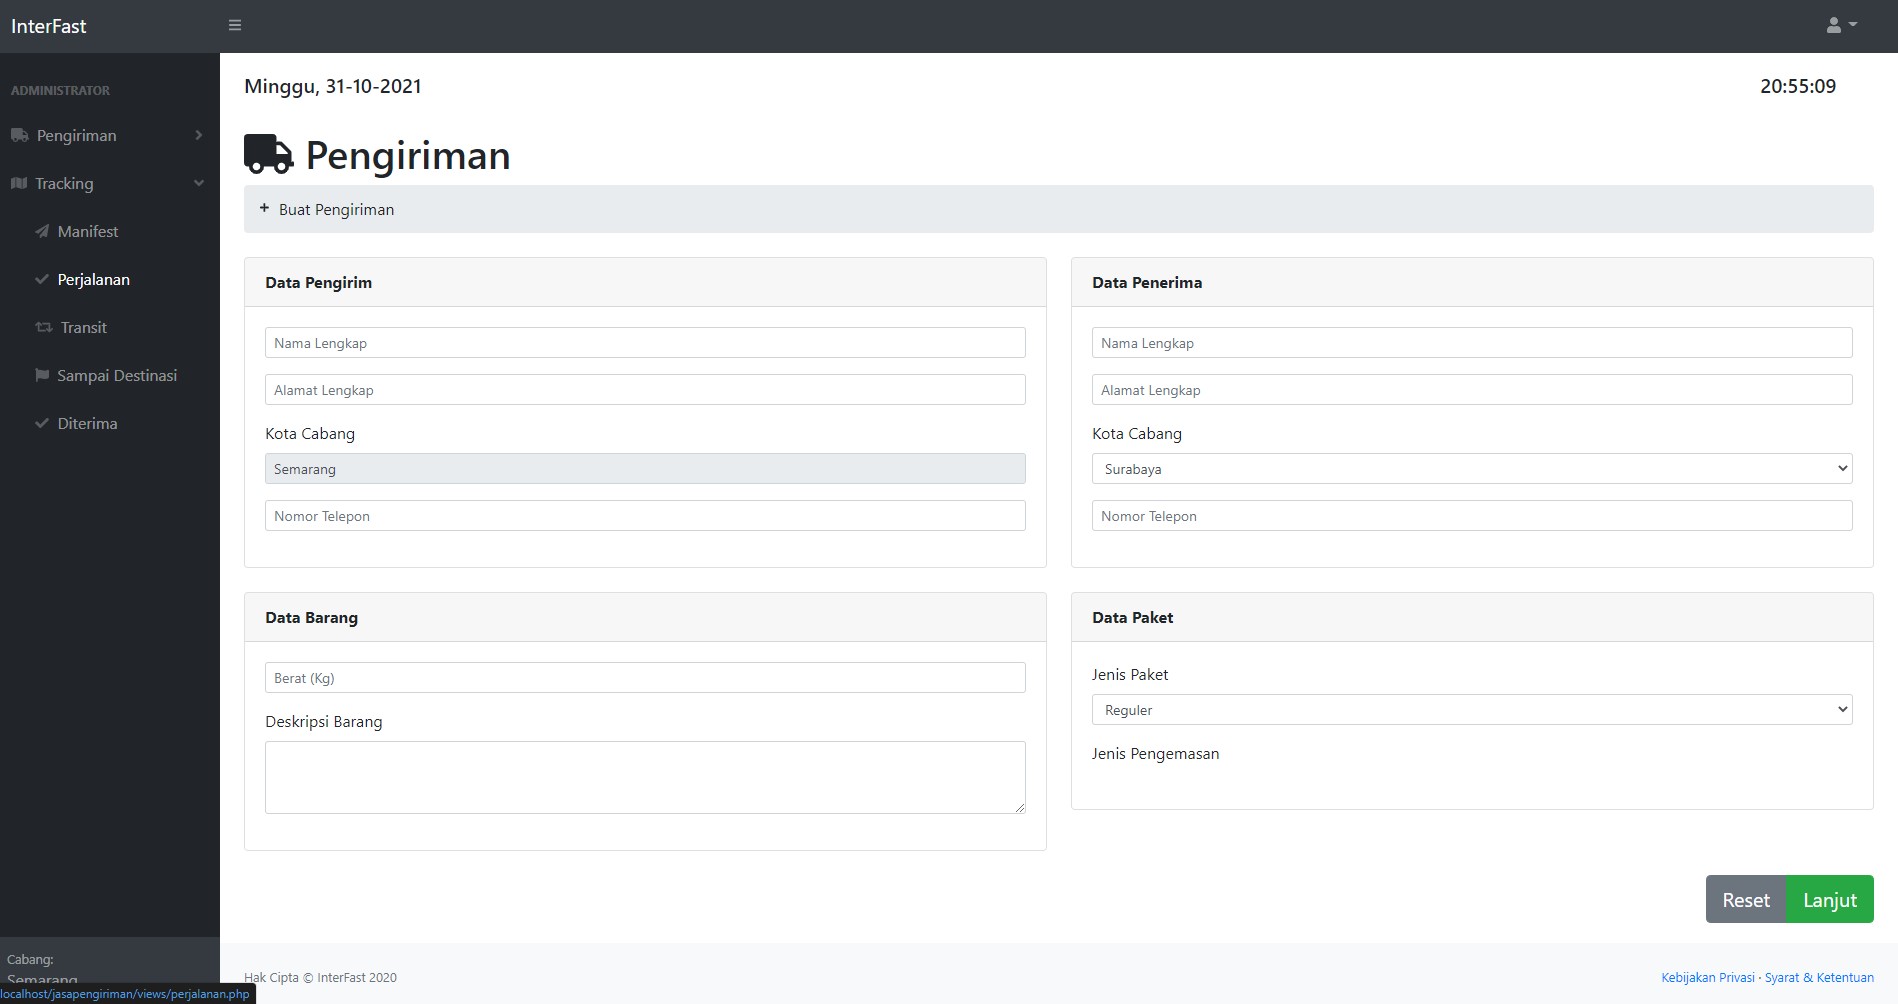 InterFast
Minggu, 31-10-2021
20:55:09
ADMINISTRATOR
Pengiriman
Tracking
Manifest
Perjalanan
Transit
Sampai Destinasi
Diterima
Pengiriman
+ Buat Pengiriman
Data Pengirim
Nama Lengkap
Alamat Lengkap
Kota Cabang
Semarang
Nomor Telepon
Data Penerima
Nama Lengkap
Alamat Lengkap
Kota Cabang
Surabaya
Nomor Telepon
Data Barang
Berat (Kg)
Deskripsi Barang
Data Paket
Jenis Paket
Reguler
Jenis Pengemasan
Reset
Lanjut
Cabang:
Semarang
localhost/jasapengiriman/views/perjalanan.php
Hak Cipta © InterFast 2020
Kebijakan Privasi · Syarat & Ketentuan